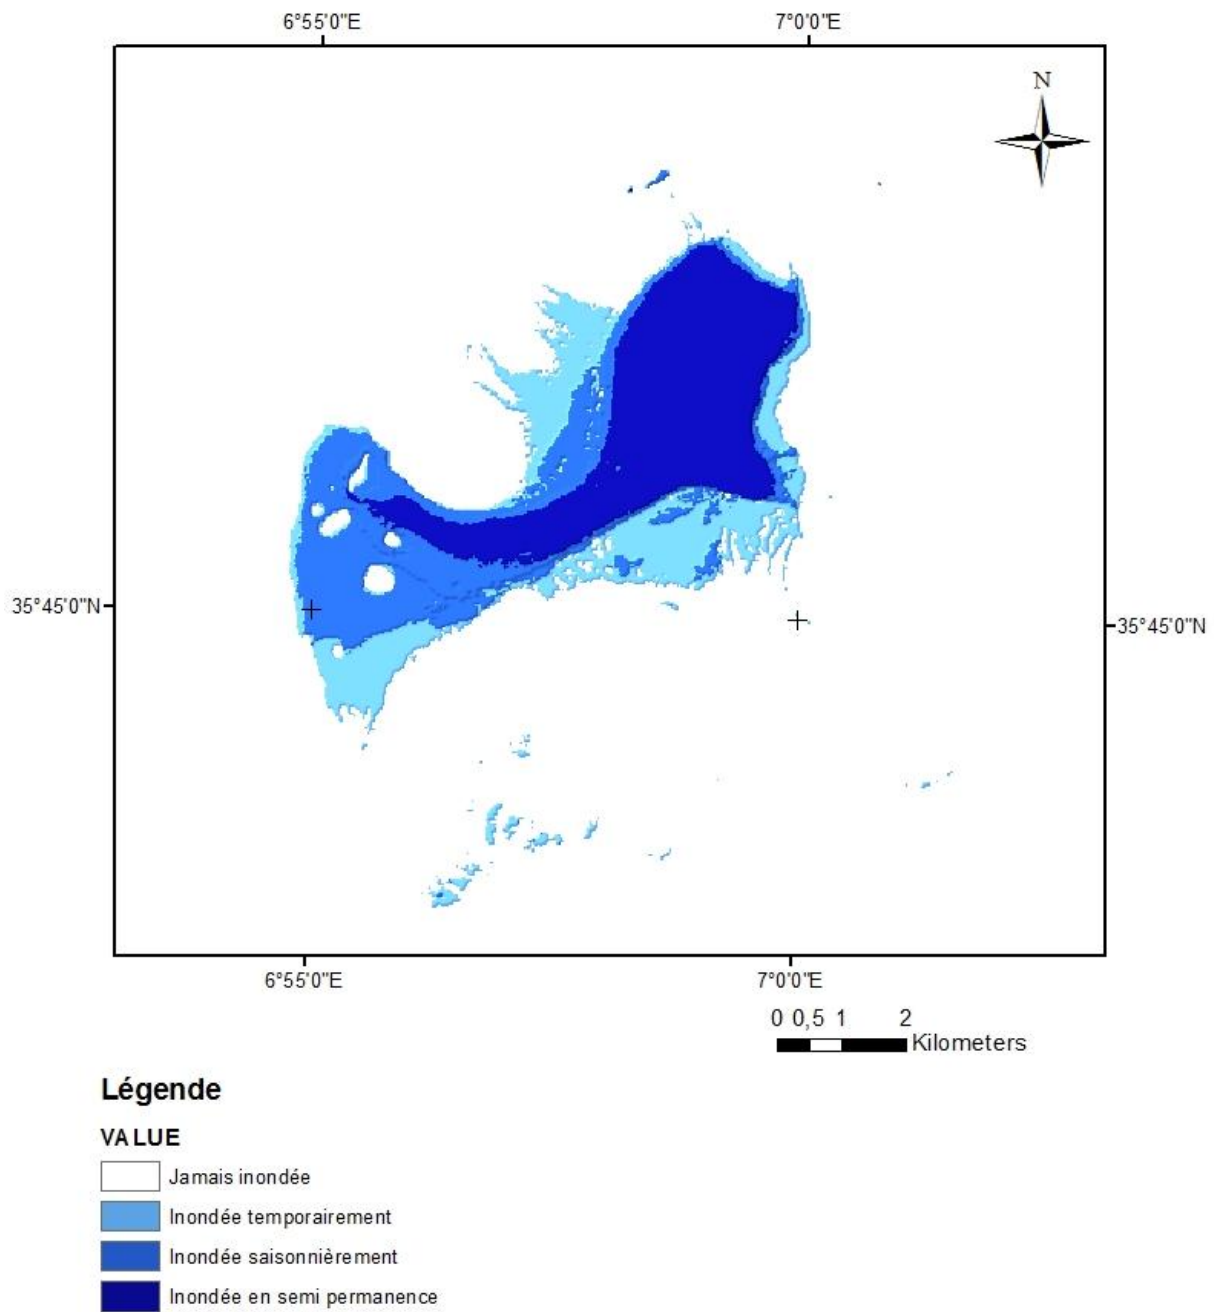 6°55'0"E
7°0'0"E
N
35°45'0"N
35°45'0"N
6°55'0"E
7°0'0"E
0 0,5 1 2
Kilometers
Légende
VALUE
Jamais inondée
Inondée temporairement
Inondée saisonnièrement
Inondée en semi permanence